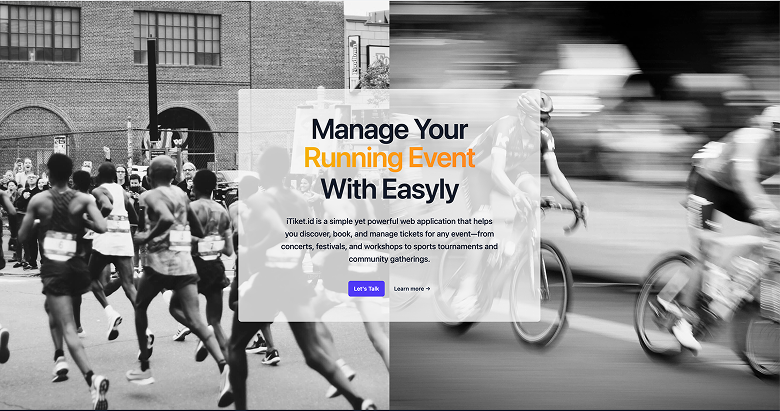 Manage Your
Running Event
With Easyly
iTiket.id is a simple yet powerful web application that helps
you discover, book, and manage tickets for any event—from
concerts, festivals, and workshops to sports tournaments and
community gatherings.
Let's Talk
Learn more →